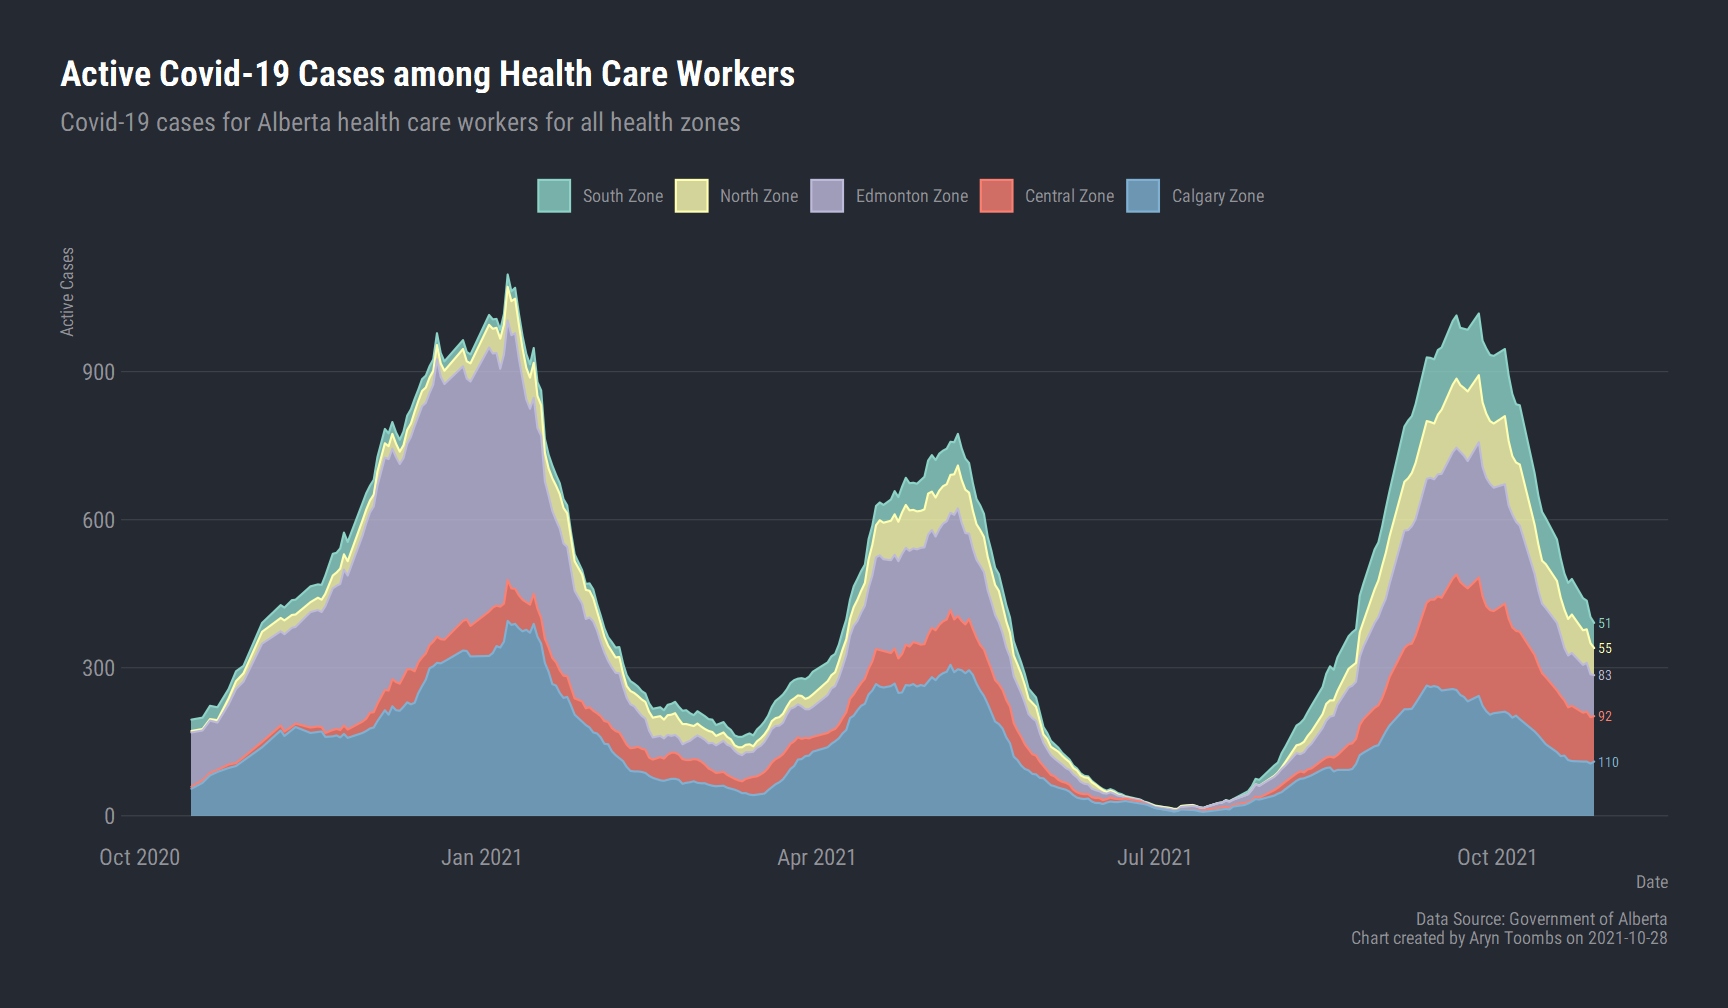 Active Covid-19 Cases among Health Care Workers
Covid-19 cases for Alberta health care workers for all health zones
South Zone North Zone Edmonton Zone Central Zone Calgary Zone
Active Cases
900
600
300
0
51
55
83
92
110
Oct 2020 Jan 2021 Apr 2021 Jul 2021 Oct 2021
Date
Data Source: Government of Alberta
Chart created by Aryn Toombs on 2021-10-28